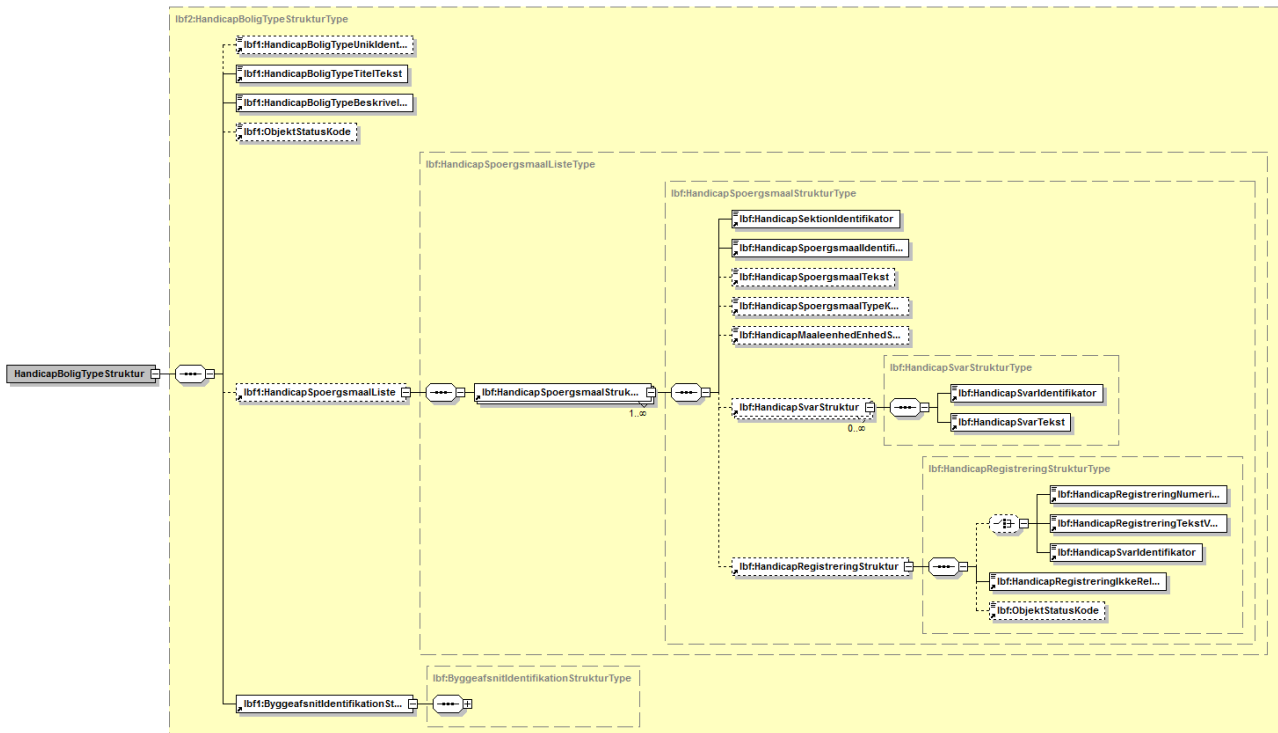 lbf2:HandicapBoligTypeStrukturType
lbf1:HandicapBoligTypeUnikIdent...
lbf1:HandicapBoligTypeTitelTekst
lbf1:HandicapBoligTypeBeskrivel...
lbf1:ObjektStatusKode
lbf:HandicapSpoergsmaalListeType
lbf:HandicapSpoergsmaalStrukturType
lbf:HandicapSektionIdentifikator
lbf:HandicapSpoergsmaalIdentifi...
lbf:HandicapSpoergsmaalTekst
lbf:HandicapSpoergsmaalTypeK...
lbf:HandicapMaaleenhedEnhedS...
HandicapBoligTypeStruktur
lbf1:HandicapSpoergsmaalListe
lbf:HandicapSpoergsmaalStruk...
1..∞
lbf:HandicapSvarStrukturType
lbf:HandicapSvarStruktur
0..∞
lbf:HandicapSvarIdentifikator
lbf:HandicapSvarTekst
lbf:HandicapRegistreringStrukturType
lbf:HandicapRegistreringNumeri...
lbf:HandicapRegistreringTekstV...
lbf:HandicapSvarIdentifikator
lbf:HandicapRegistreringStruktur
lbf:HandicapRegistreringIkkeRel...
lbf:ObjektStatusKode
lbf:ByggeafsnitIdentifikationStrukturType
lbf1:ByggeafsnitIdentifikationSt...